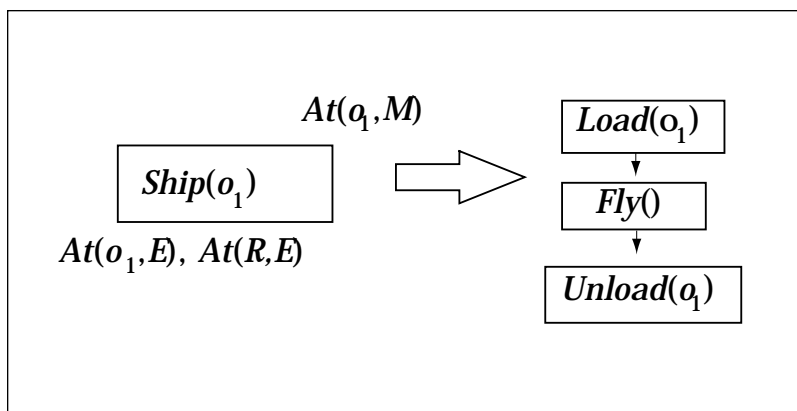 At(o₁,M)
Ship(o₁)
At(o₁,E), At(R,E)
Load(o₁)
Fly()
Unload(o₁)